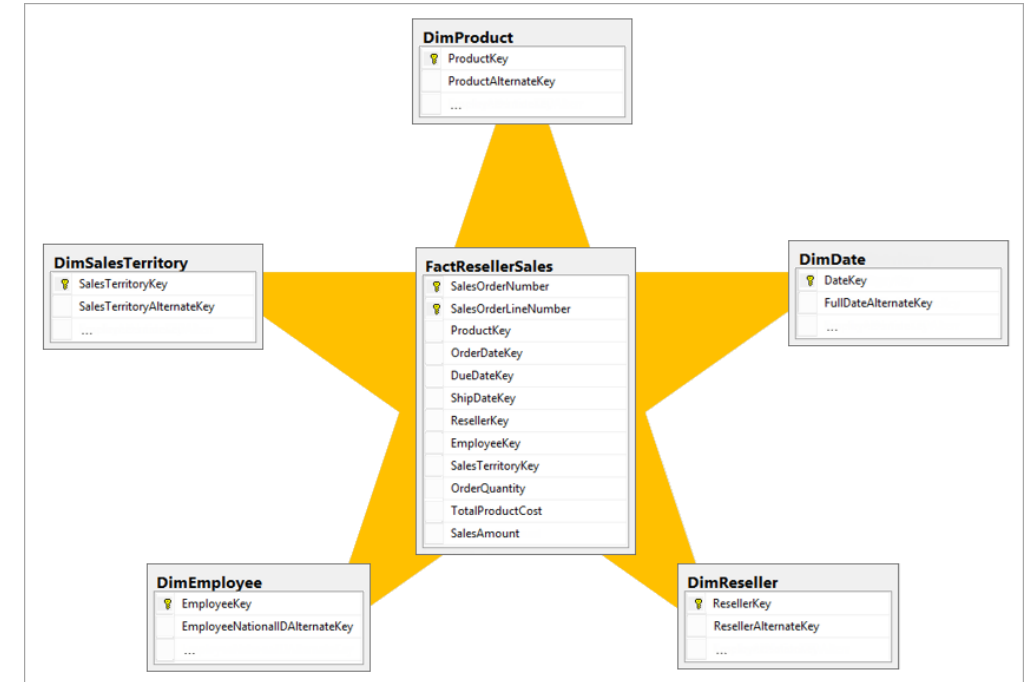 DimProduct
ProductKey
ProductAlternateKey
...
DimSalesTerritory
SalesTerritoryKey
SalesTerritoryAlternateKey
...
FactResellerSales
SalesOrderNumber
SalesOrderLineNumber
ProductKey
OrderDateKey
DueDateKey
ShipDateKey
ResellerKey
EmployeeKey
SalesTerritoryKey
OrderQuantity
TotalProductCost
SalesAmount
DimDate
DateKey
FullDateAlternateKey
...
DimEmployee
EmployeeKey
EmployeeNationalIDAlternateKey
...
DimReseller
ResellerKey
ResellerAlternateKey
...